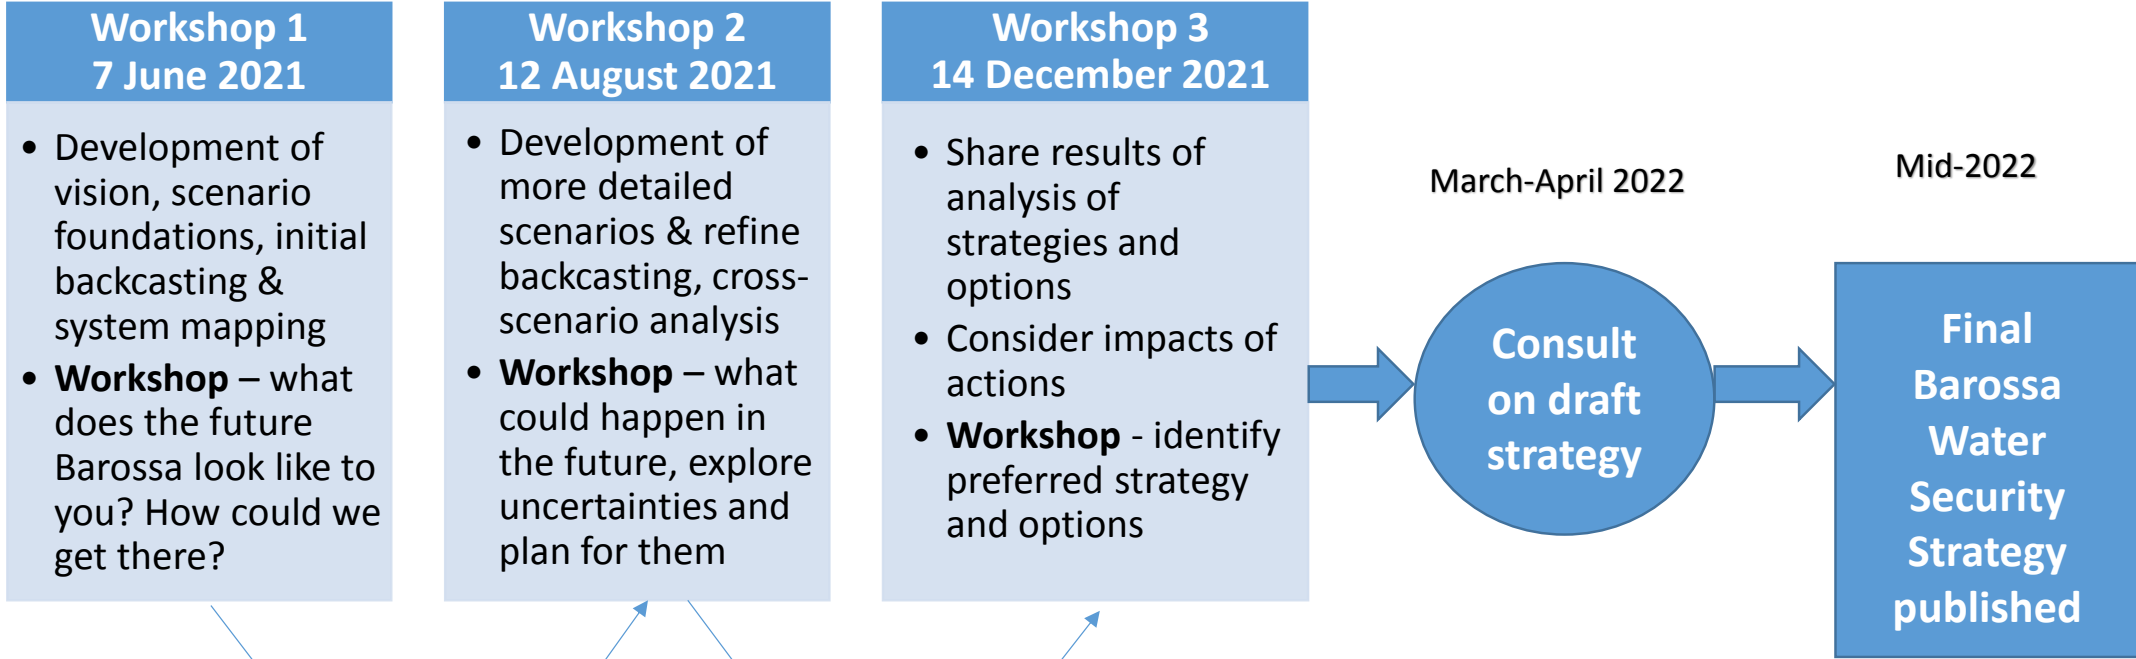 Workshop 1
7 June 2021
• Development of
vision, scenario
foundations, initial
backcasting &
system mapping
• Workshop – what
does the future
Barossa look like to
you? How could we
get there?
Workshop 2
12 August 2021
• Development of
more detailed
scenarios & refine
backcasting, cross-
scenario analysis
• Workshop – what
could happen in
the future, explore
uncertainties and
plan for them
Workshop 3
14 December 2021
• Share results of
analysis of
strategies and
options
• Consider impacts of
actions
• Workshop - identify
preferred strategy
and options
March-April 2022
Consult
on draft
strategy
Mid-2022
Final
Barossa
Water
Security
Strategy
published